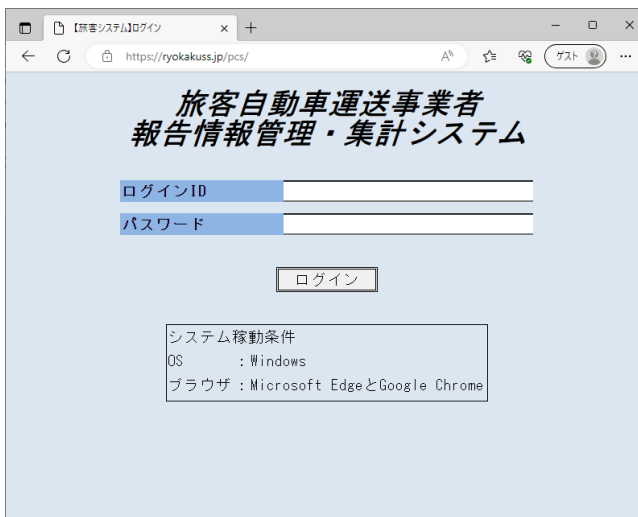 【旅客システム】ログイン
https://ryokakuss.jp/pcs/
ゲスト
旅客自動車運送事業者
報告情報管理・集計システム
ログインID
パスワード
ログイン
システム稼動条件
OS :Windows
ブラウザ:Microsoft EdgeとGoogle Chrome